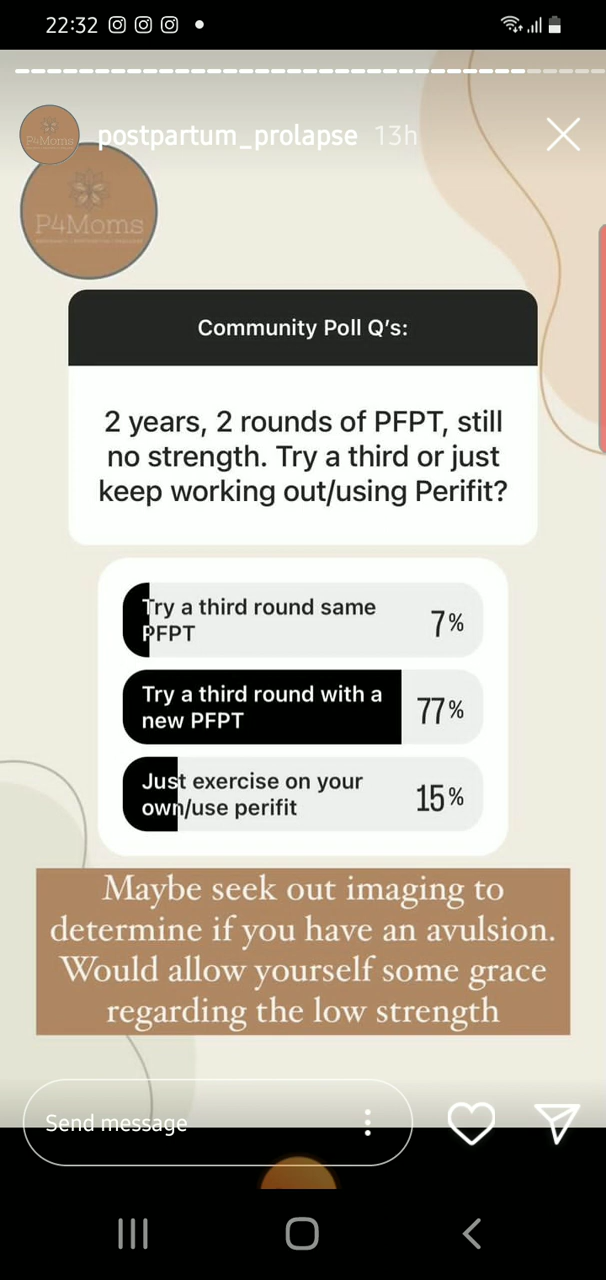 22:32
postpartum_prolapse 13h
P4Moms
P4Moms
Community Poll Q's:
2 years, 2 rounds of PFPT, still
no strength. Try a third or just
keep working out/using Perifit?
Try a third round same
PFPT
7%
Try a third round with a
new PFPT
77%
Just exercise on your
own/use perifit
15%
Maybe seek out imaging to
determine if you have an avulsion.
Would allow yourself some grace
regarding the low strength
Send message